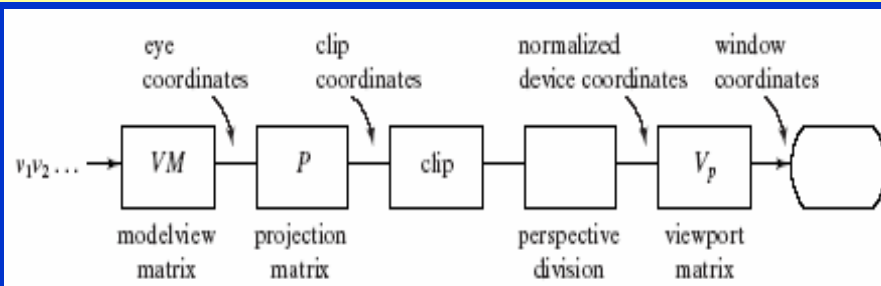 eye
coordinates
clip
coordinates
normalized
device coordinates
window
coordinates
v₁v₂ . . .
VM
P
clip
Vₚ
modelview
matrix
projection
matrix
perspective
division
viewport
matrix